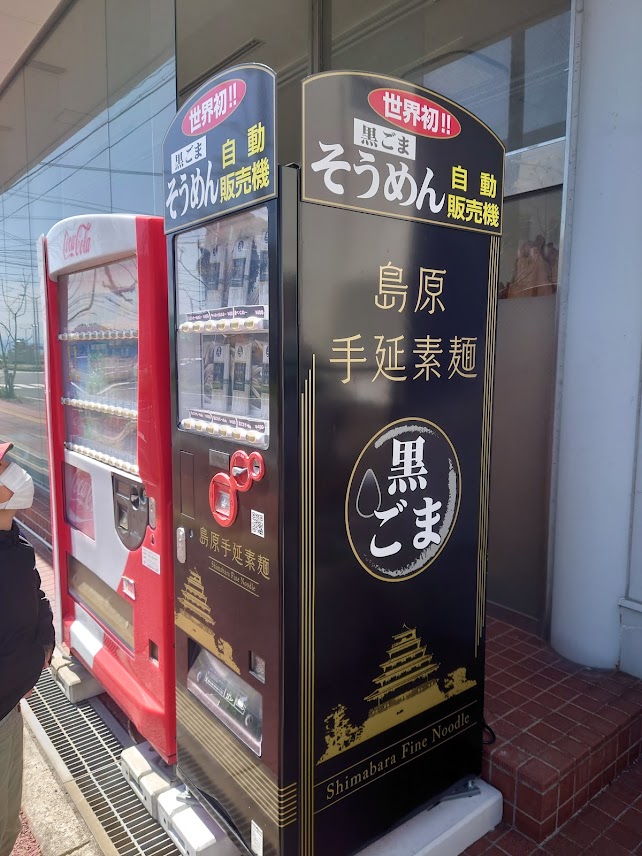 世界初!!
黒ごま
そうめん
自動
販売機
世界初!!
黒ごま
そうめん
自動
販売機
Coca-Cola
島原
手延素麺
黒
ごま
島原手延素麺
Shimabara Fine Noodle
Shimabara Fine Noodle